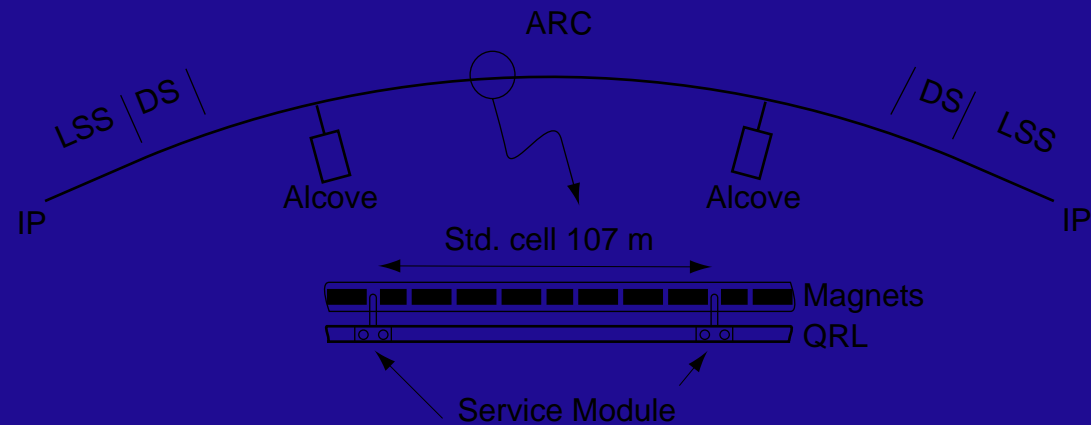 ARC
LSS
DS
DS
LSS
Alcove
Alcove
IP
IP
Std. cell 107 m
Magnets
QRL
Service Module